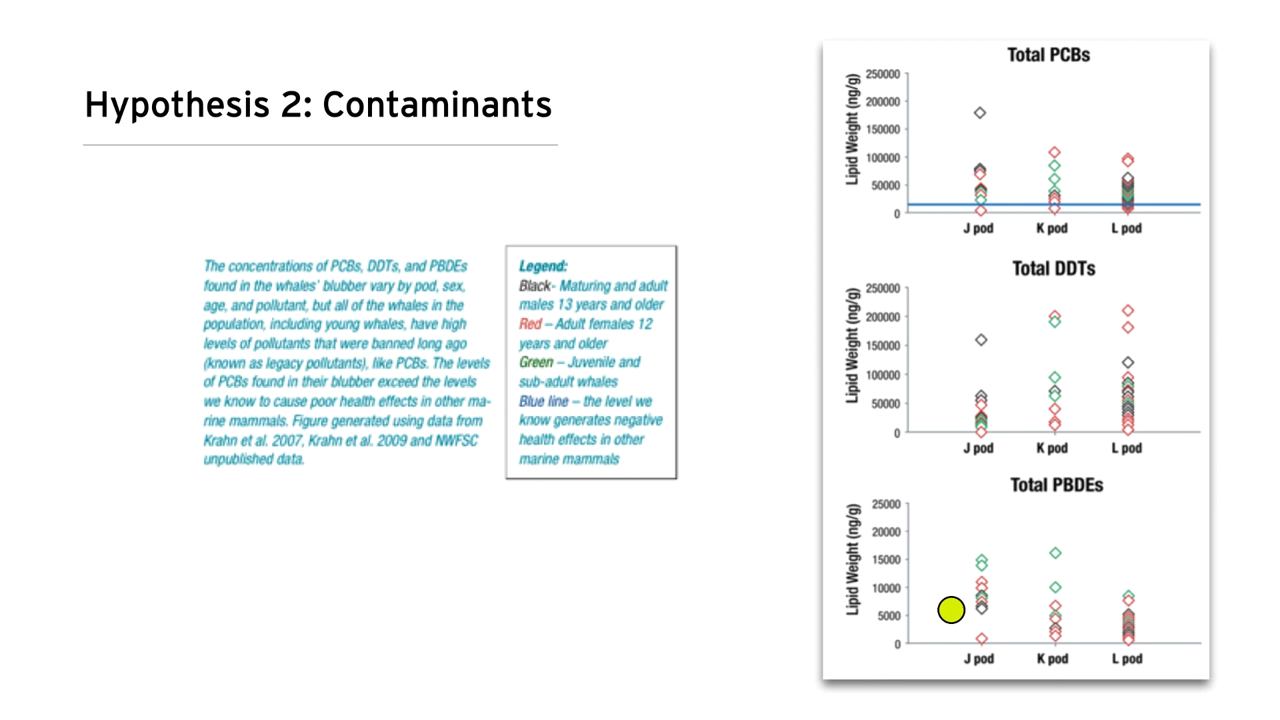 Hypothesis 2: Contaminants
The concentrations of PCBs, DDTs, and PBDEs
found in the whales' blubber vary by pod, sex,
age, and pollutant, but all of the whales in the
population, including young whales, have high
levels of pollutants that were banned long ago
(known as legacy pollutants), like PCBs. The levels
of PCBs found in their blubber exceed the levels
we know to cause poor health effects in other ma-
rine mammals. Figure generated using data from
Krahn et al. 2007, Krahn et al. 2009 and NWFSC
unpublished data.
Legend:
Black- Maturing and adult
males 13 years and older
Red – Adult females 12
years and older
Green – Juvenile and
sub-adult whales
Blue line – the level we
know generates negative
health effects in other
marine mammals
Total PCBs
Lipid Weight (ng/g)
250000
200000
150000
100000
50000
0
J pod K pod L pod
Total DDTs
Lipid Weight (ng/g)
250000
200000
150000
100000
50000
0
J pod K pod L pod
Total PBDEs
Lipid Weight (ng/g)
25000
20000
15000
10000
5000
0
J pod K pod L pod